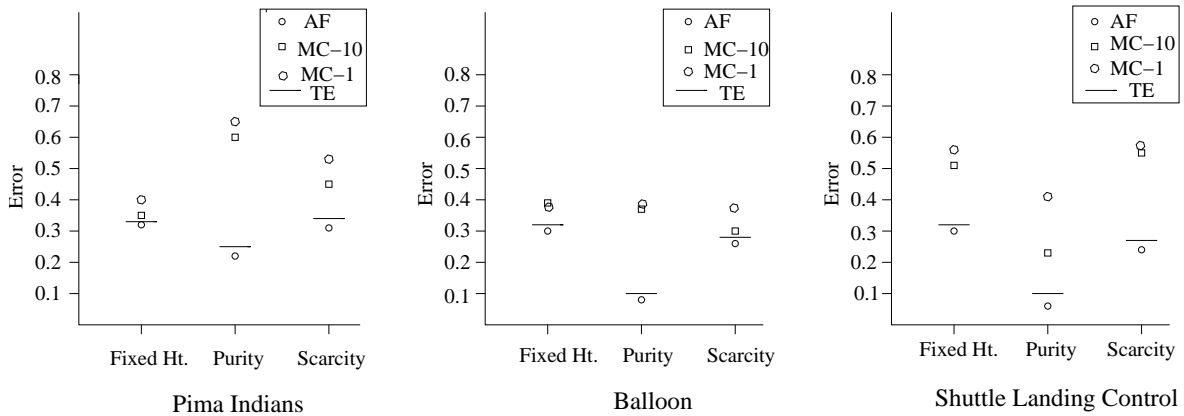 AF
MC−10
MC−1
TE
0.8
0.7
0.6
0.5
0.4
0.3
0.2
0.1
Error
Fixed Ht. Purity Scarcity
Pima Indians
AF
MC−10
MC−1
TE
0.8
0.7
0.6
0.5
0.4
0.3
0.2
0.1
Error
Fixed Ht. Purity Scarcity
Balloon
AF
MC−10
MC−1
TE
0.8
0.7
0.6
0.5
0.4
0.3
0.2
0.1
Error
Fixed Ht. Purity Scarcity
Shuttle Landing Control